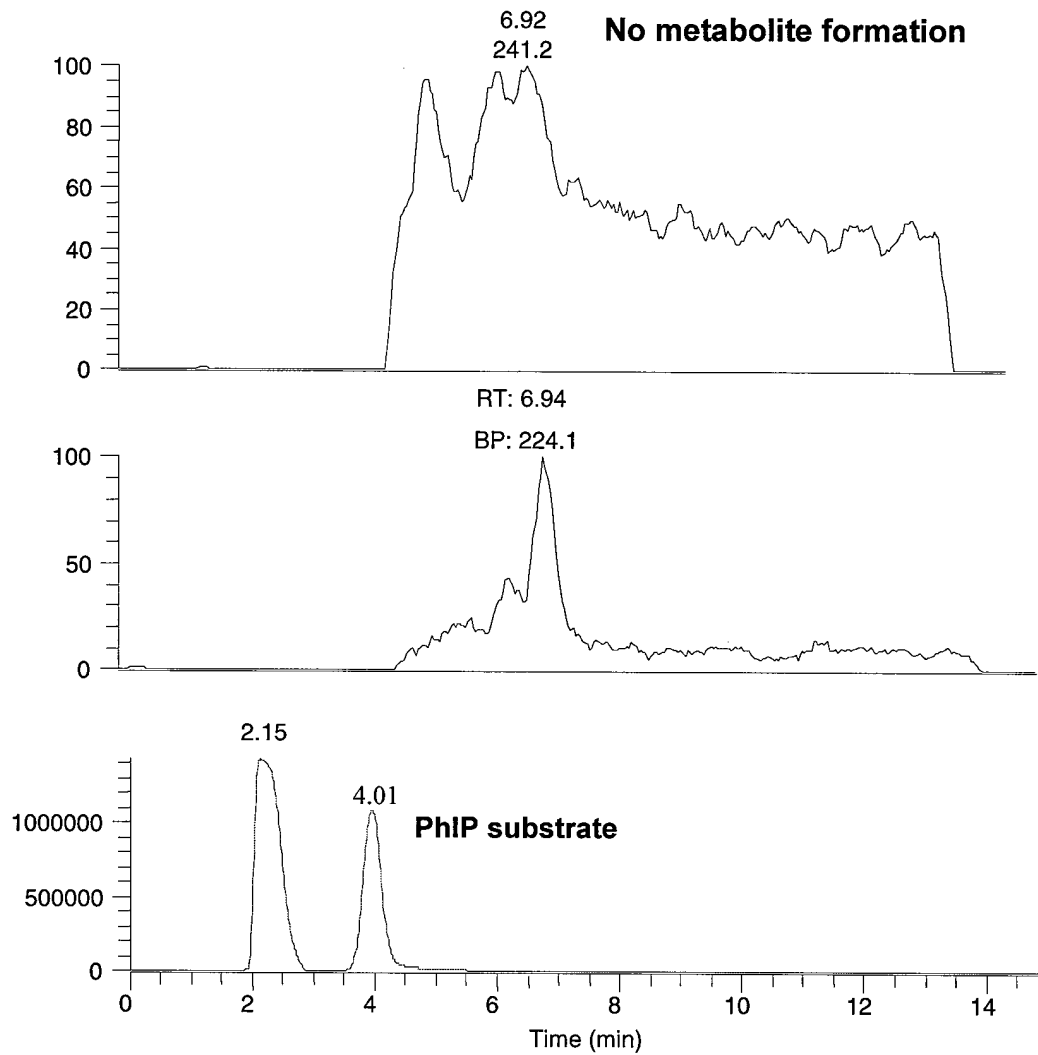 6.92
No metabolite formation
241.2
100
80
60
40
20
0
RT: 6.94
BP: 224.1
100
50
0
2.15
4.01
PhIP substrate
1000000
500000
0
0 2 4 6 8 10 12 14
Time (min)